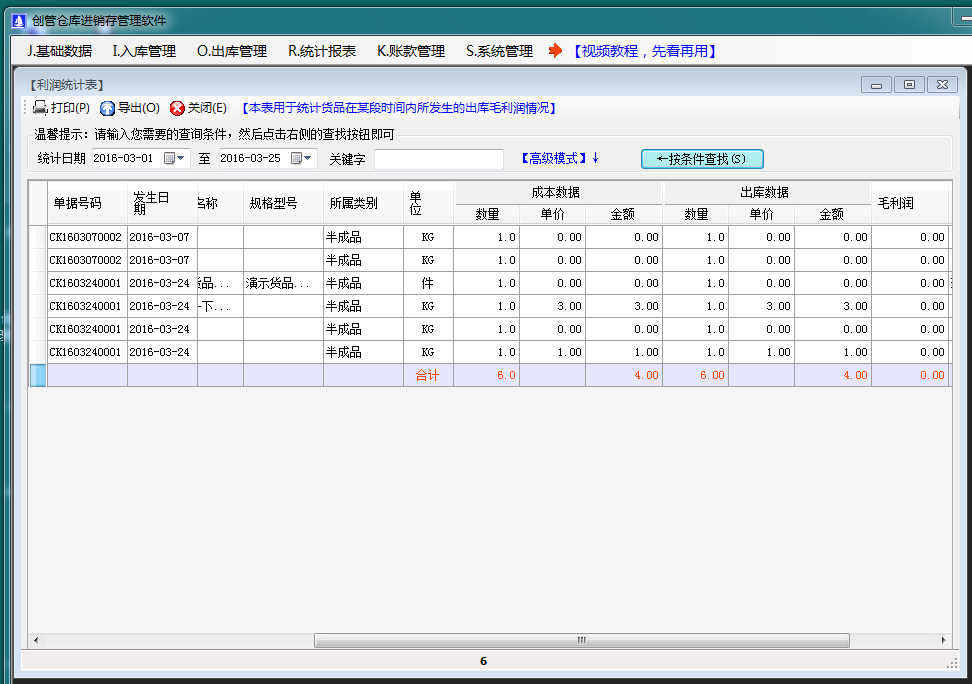 创管仓库进销存管理软件
J.基础数据 I.入库管理 O.出库管理 R.统计报表 K.账款管理 S.系统管理 【视频教程，先看再用】
【利润统计表】
打印(P) 导出(O) 关闭(E) 【本表用于统计货品在某段时间内所发生的出库毛利润情况】
温馨提示：请输入您需要的查询条件，然后点击右侧的查找按钮即可
统计日期 2016-03-01 至 2016-03-25 关键字 【高级模式】↓ ←按条件查找(S)
单据号码 发生日期 名称 规格型号 所属类别 单位 成本数据 出库数据 毛利润
数量 单价 金额 数量 单价 金额
CK1603070002 2016-03-07 半成品 KG 1.0 0.00 0.00 1.0 0.00 0.00 0.00
CK1603070002 2016-03-07 半成品 KG 1.0 0.00 0.00 1.0 0.00 0.00 0.00
CK1603240001 2016-03-24 货品... 演示货品... 半成品 件 1.0 0.00 0.00 1.0 0.00 0.00 0.00
CK1603240001 2016-03-24 -下... 半成品 KG 1.0 3.00 3.00 1.0 3.00 3.00 0.00
CK1603240001 2016-03-24 半成品 KG 1.0 0.00 0.00 1.0 0.00 0.00 0.00
CK1603240001 2016-03-24 半成品 KG 1.0 1.00 1.00 1.0 1.00 1.00 0.00
合计 6.0 4.00 6.00 4.00 0.00
6